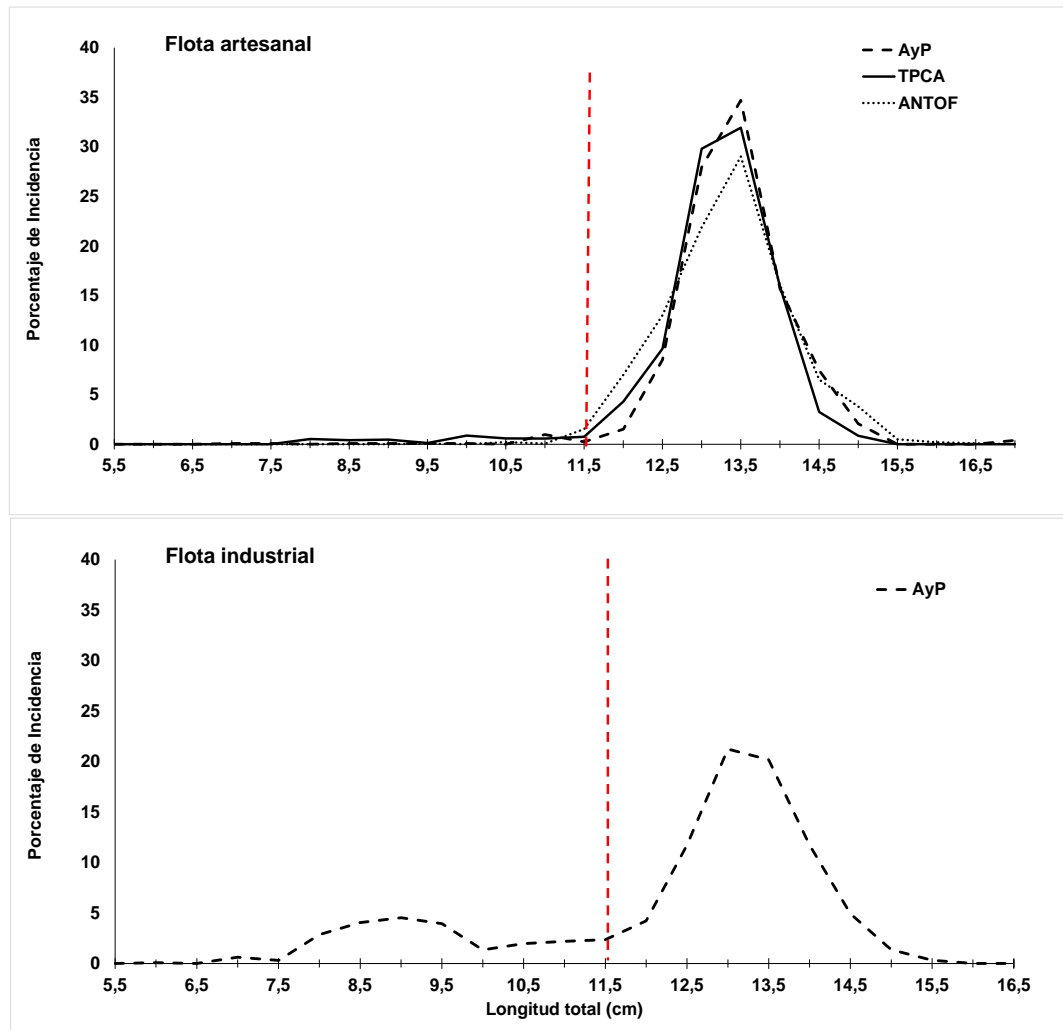 Flota artesanal
AyP
TPCA
ANTOF
Porcentaje de Incidencia
40
35
30
25
20
15
10
5
0
5,5 6,5 7,5 8,5 9,5 10,5 11,5 12,5 13,5 14,5 15,5 16,5
Flota industrial
AyP
Porcentaje de Incidencia
40
35
30
25
20
15
10
5
0
5,5 6,5 7,5 8,5 9,5 10,5 11,5 12,5 13,5 14,5 15,5 16,5
Longitud total (cm)